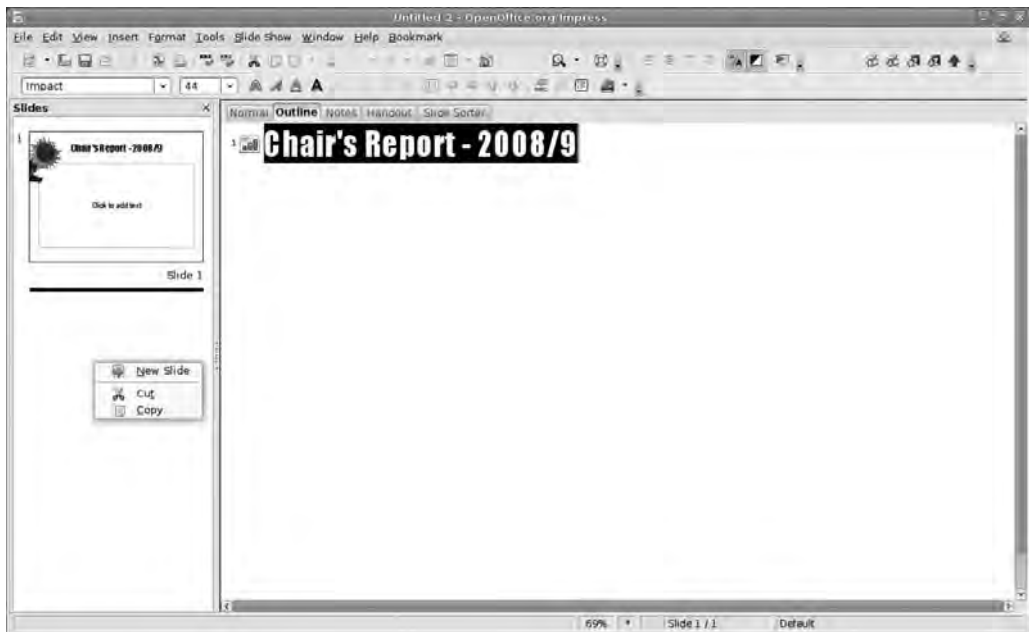 Untitled 2 - OpenOffice.org Impress
File Edit View Insert Format Tools Slide Show Window Help Bookmark
Impact 44
Slides
Normal Outline Notes Handout Slide Sorter
1
Chair's Report - 2008/9
Click to add text
Slide 1
1 Chair's Report - 2008/9
New Slide
Cut
Copy
69% Slide 1 / 1 Default